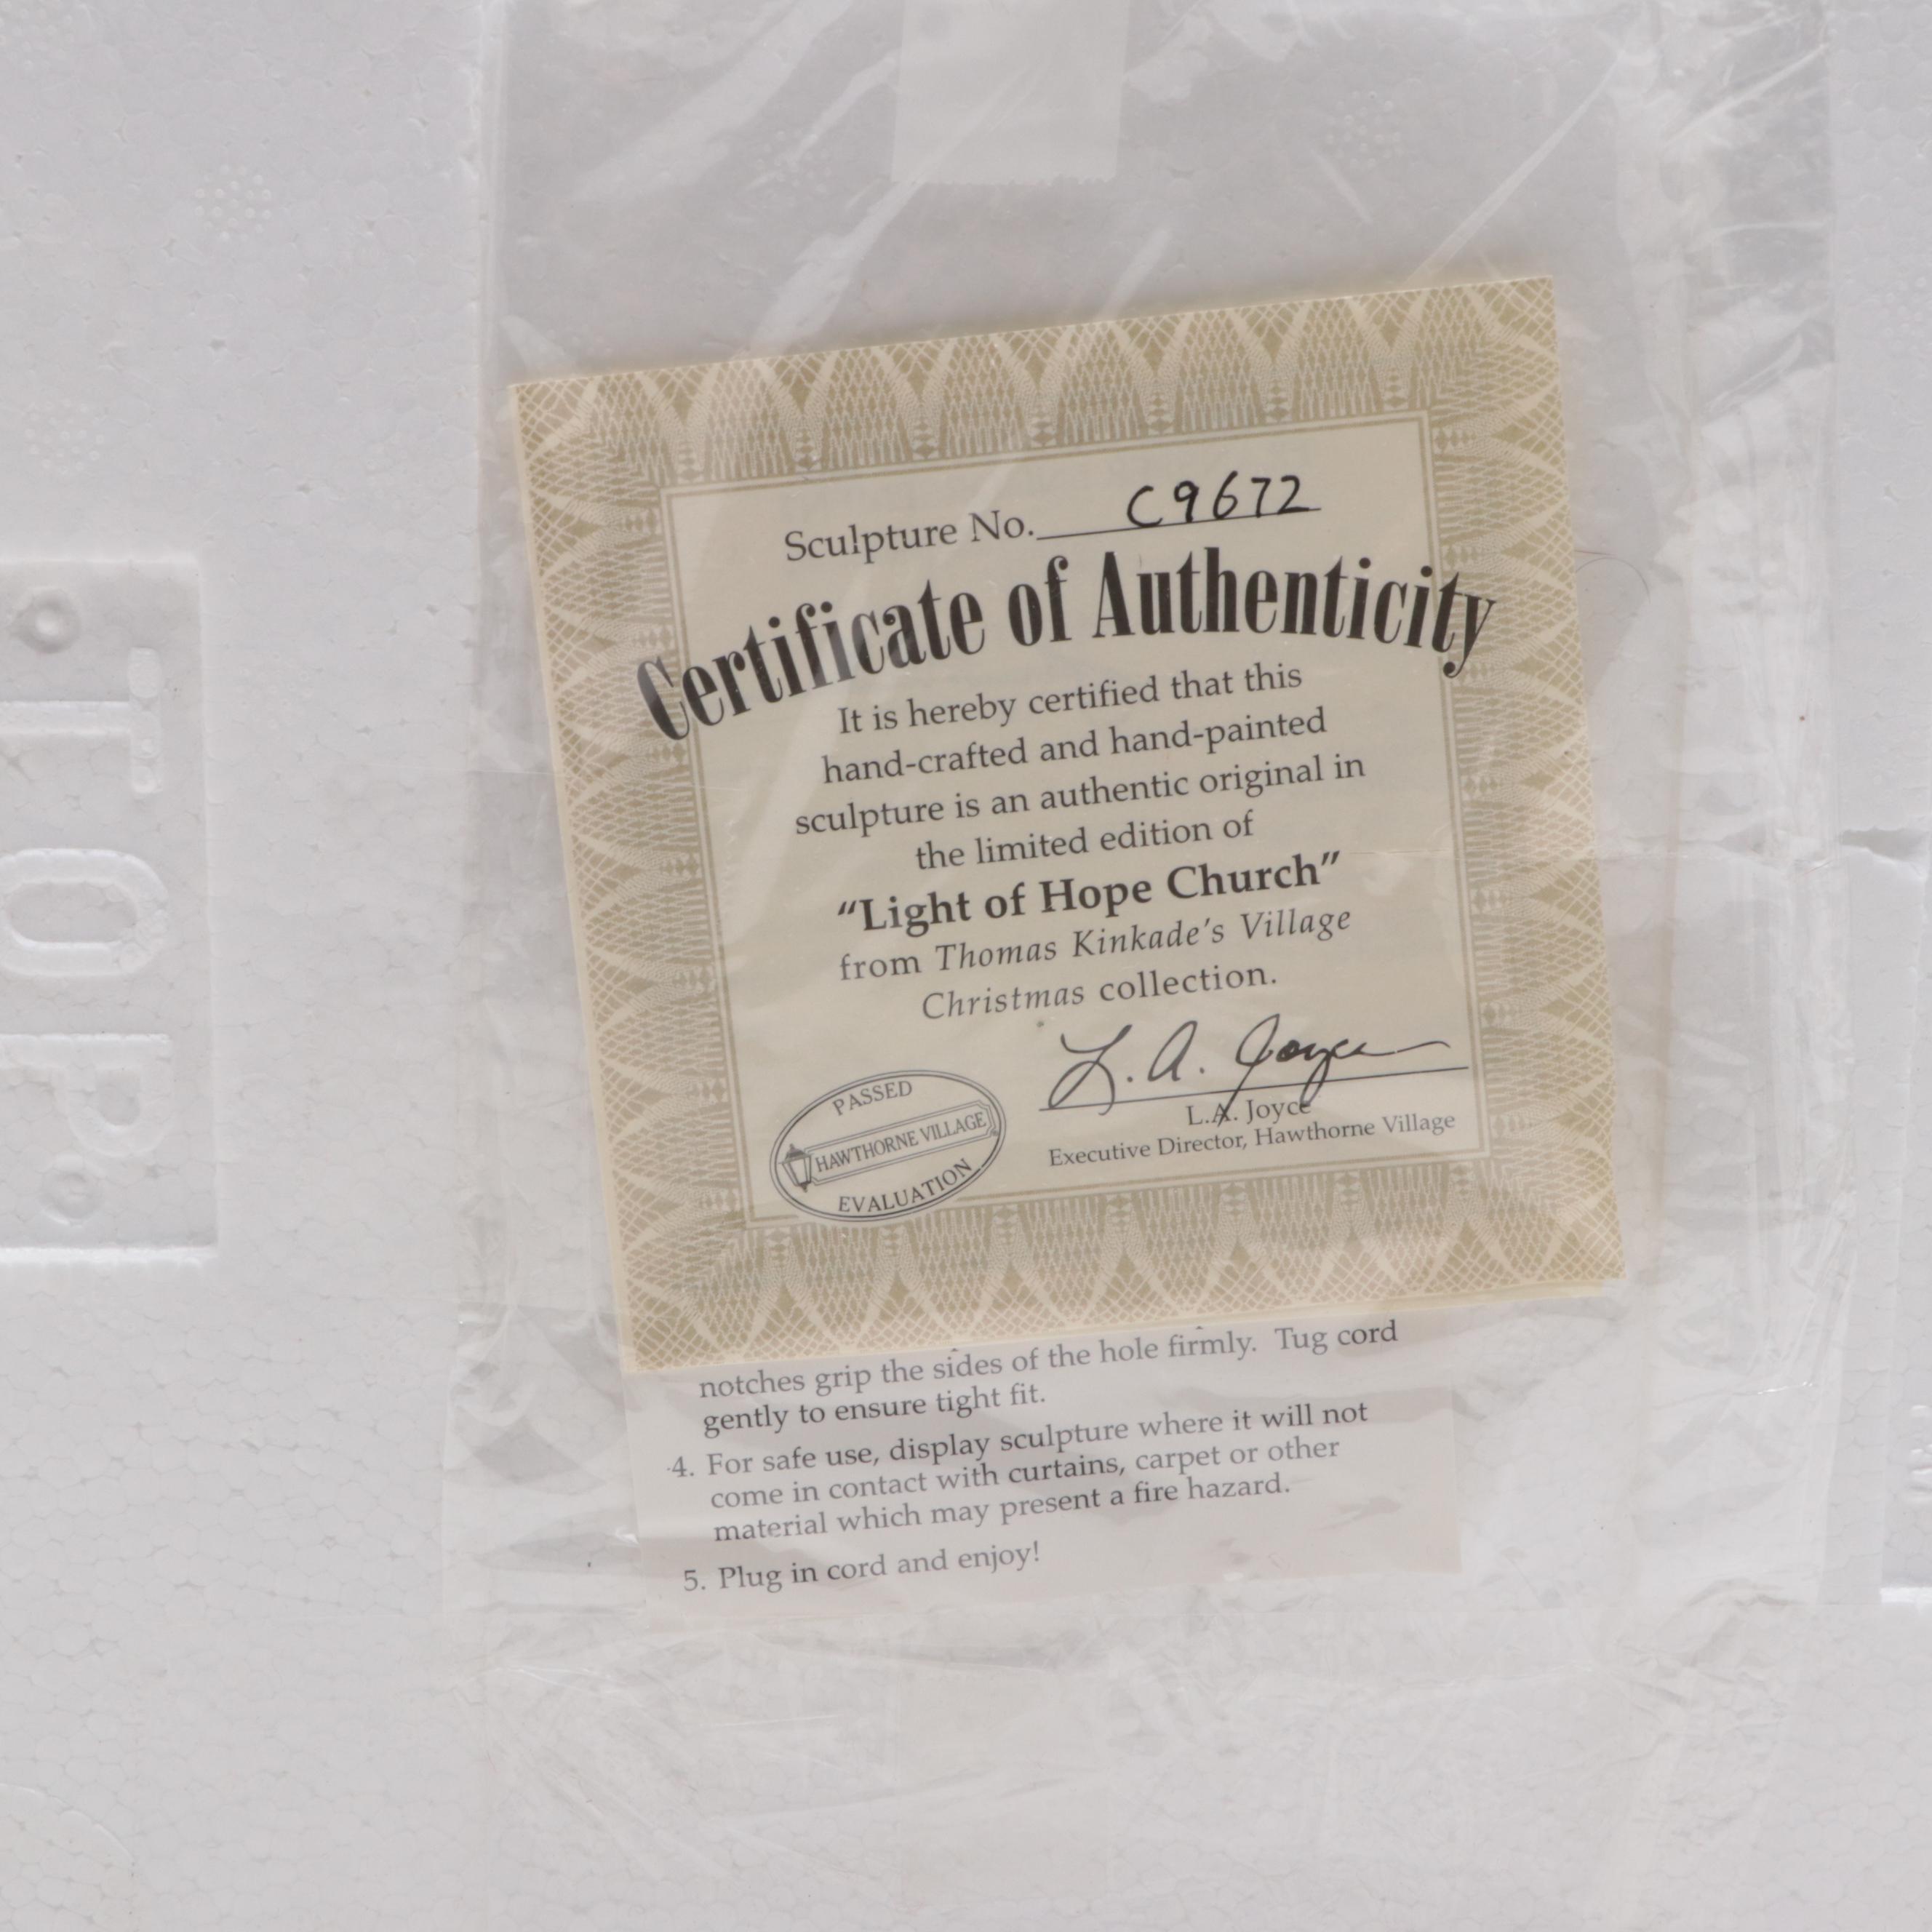 TOP
Sculpture No. C9672
Certificate of Authenticity
It is hereby certified that this
hand-crafted and hand-painted
sculpture is an authentic original in
the limited edition of
“Light of Hope Church”
from Thomas Kinkade's Village
Christmas collection.
L. A. Joyce
L.A. Joyce
Executive Director, Hawthorne Village
PASSED
HAWTHORNE VILLAGE
EVALUATION
notches grip the sides of the hole firmly. Tug cord
gently to ensure tight fit.
4. For safe use, display sculpture where it will not
come in contact with curtains, carpet or other
material which may present a fire hazard.
5. Plug in cord and enjoy!